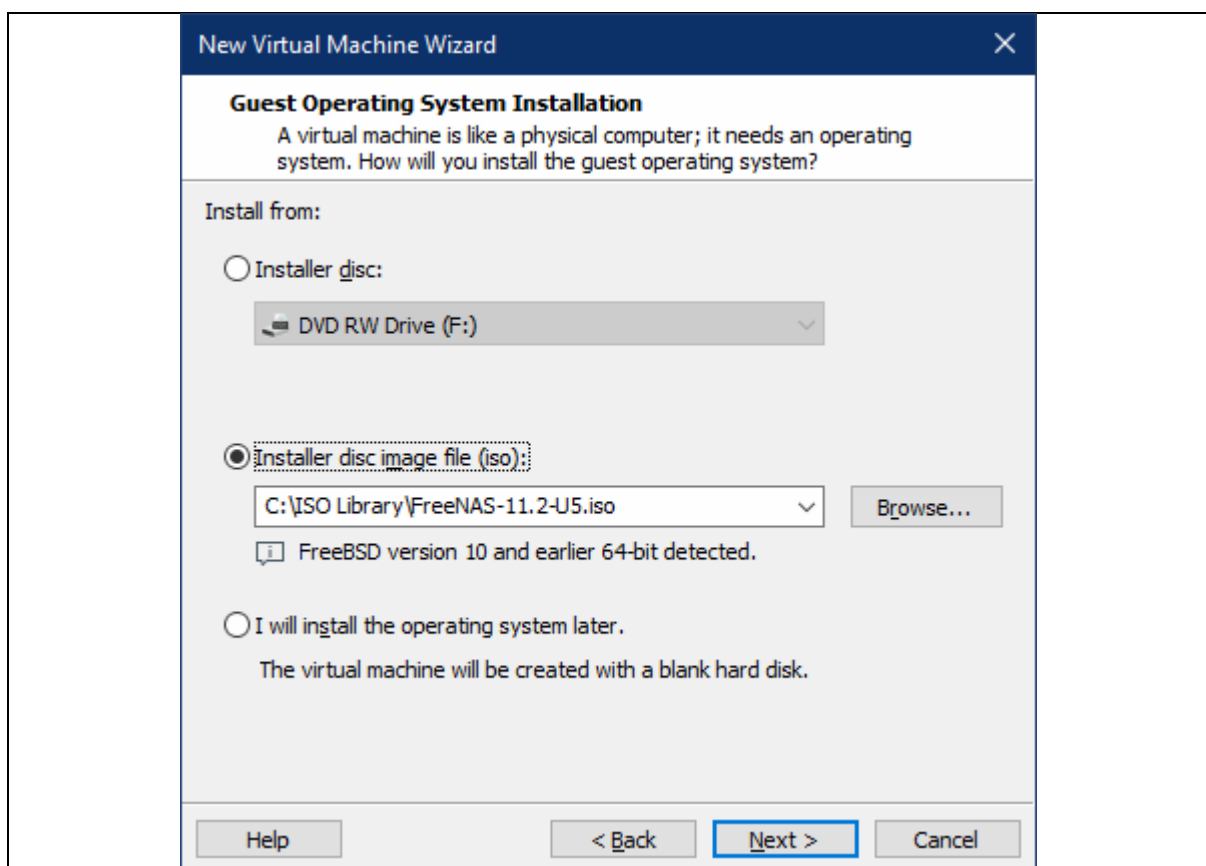 New Virtual Machine Wizard
Guest Operating System Installation
A virtual machine is like a physical computer; it needs an operating
system. How will you install the guest operating system?
Install from:
Installer disc:
DVD RW Drive (F:)
Installer disc image file (iso):
C:\ISO Library\FreeNAS-11.2-U5.iso
Browse...
FreeBSD version 10 and earlier 64-bit detected.
I will install the operating system later.
The virtual machine will be created with a blank hard disk.
Help
< Back
Next >
Cancel